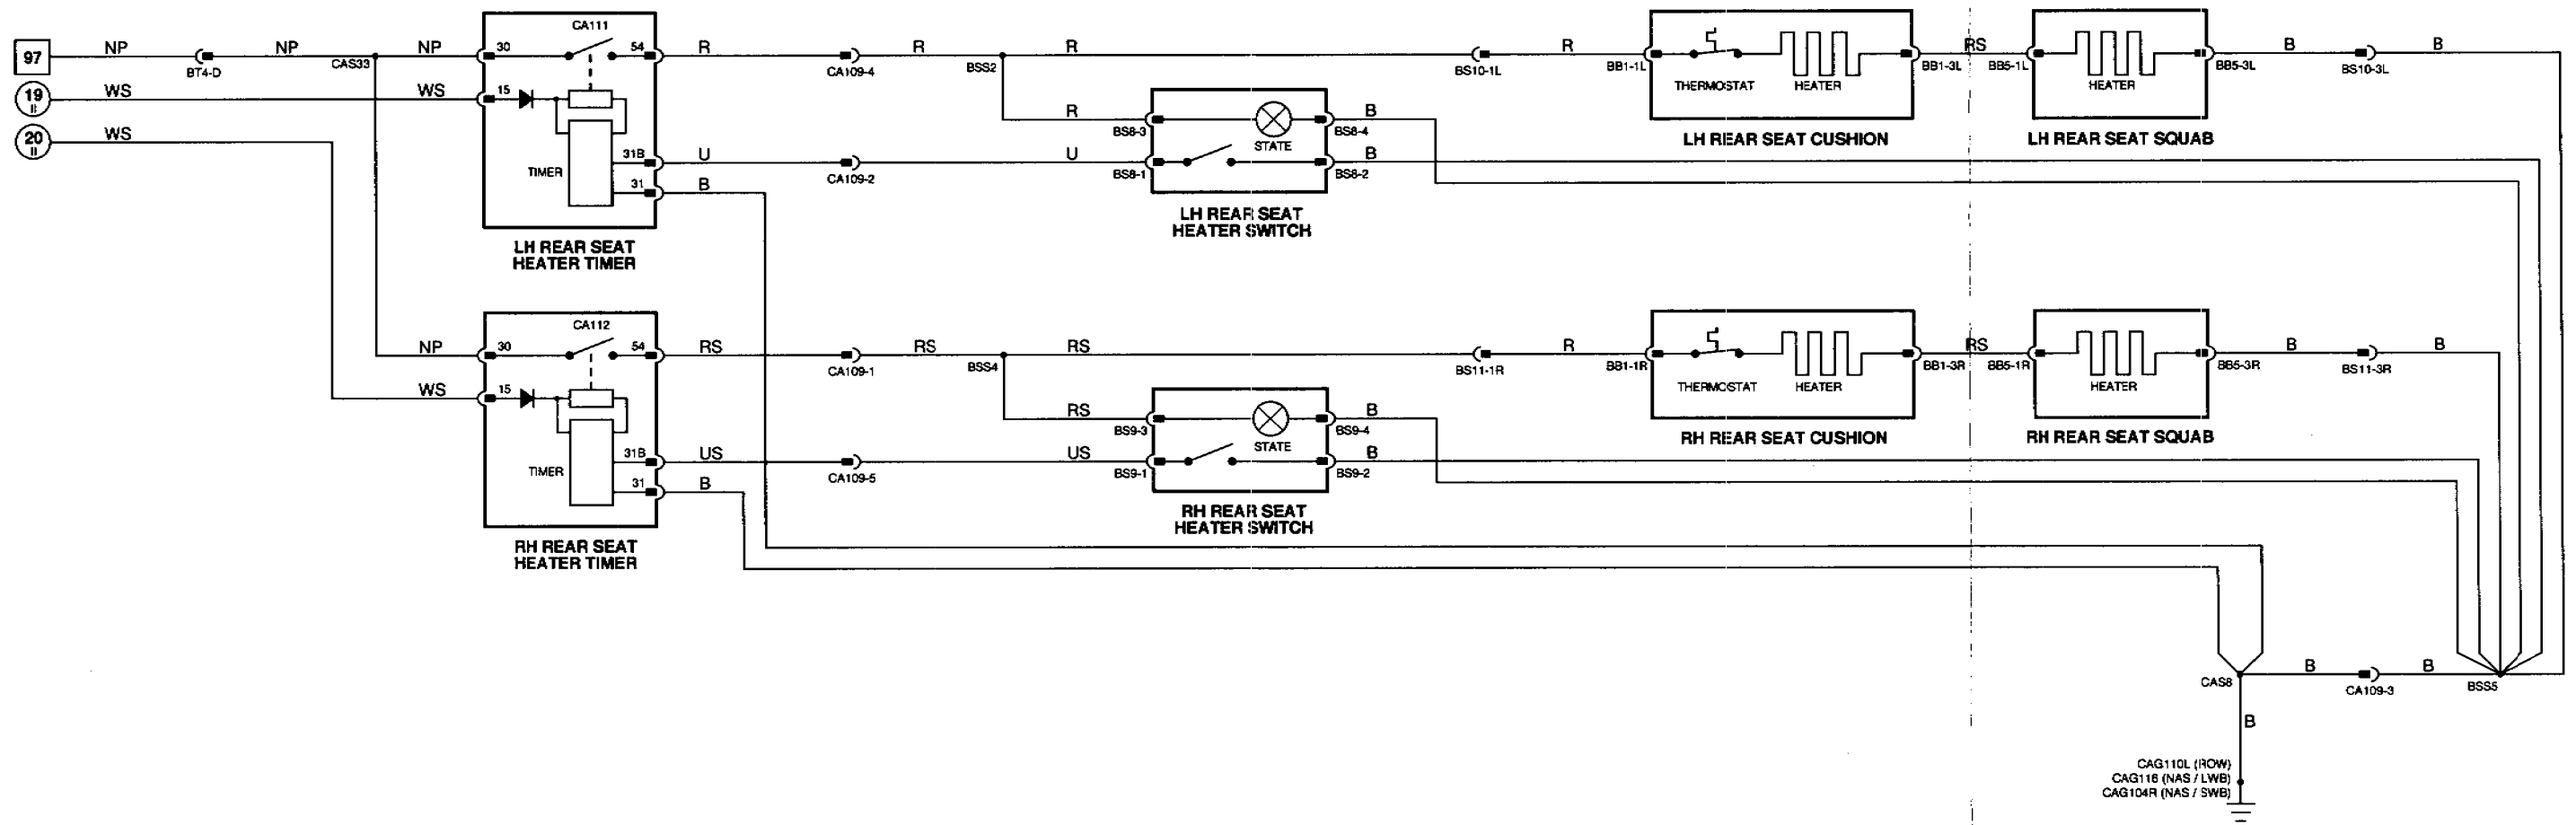 97 NP BT4-D NP CAS33 NP 30 CA111 54 R CA109-4 R BSS2 R BS10-1L R BB1-1L THERMOSTAT HEATER BB1-3L RS BB5-1L HEATER BB5-3L B BS10-3L B
19 II WS WS 15
R BS8-3 STATE BS8-4 B
LH REAR SEAT CUSHION
LH REAR SEAT SQUAB
20 II WS
TIMER 31B U CA109-2 U BS8-1 BS8-2 B
31 B
LH REAR SEAT
HEATER SWITCH
LH REAR SEAT
HEATER TIMER
NP 30 CA112 54 RS CA109-1 RS BSS4 RS BS11-1R R BB1-1R THERMOSTAT HEATER BB1-3R RS BB5-1R HEATER BB5-3R B BS11-3R B
WS 15
RS BS9-3 STATE BS9-4 B
RH REAR SEAT CUSHION
RH REAR SEAT SQUAB
TIMER 31B US CA109-5 US BS9-1 BS9-2 B
31 B
RH REAR SEAT
HEATER SWITCH
RH REAR SEAT
HEATER TIMER
CAS8 B CA109-3 B BSS5
B
CAG110L (ROW)
CAG116 (NAS / LWB)
CAG104R (NAS / SWB)